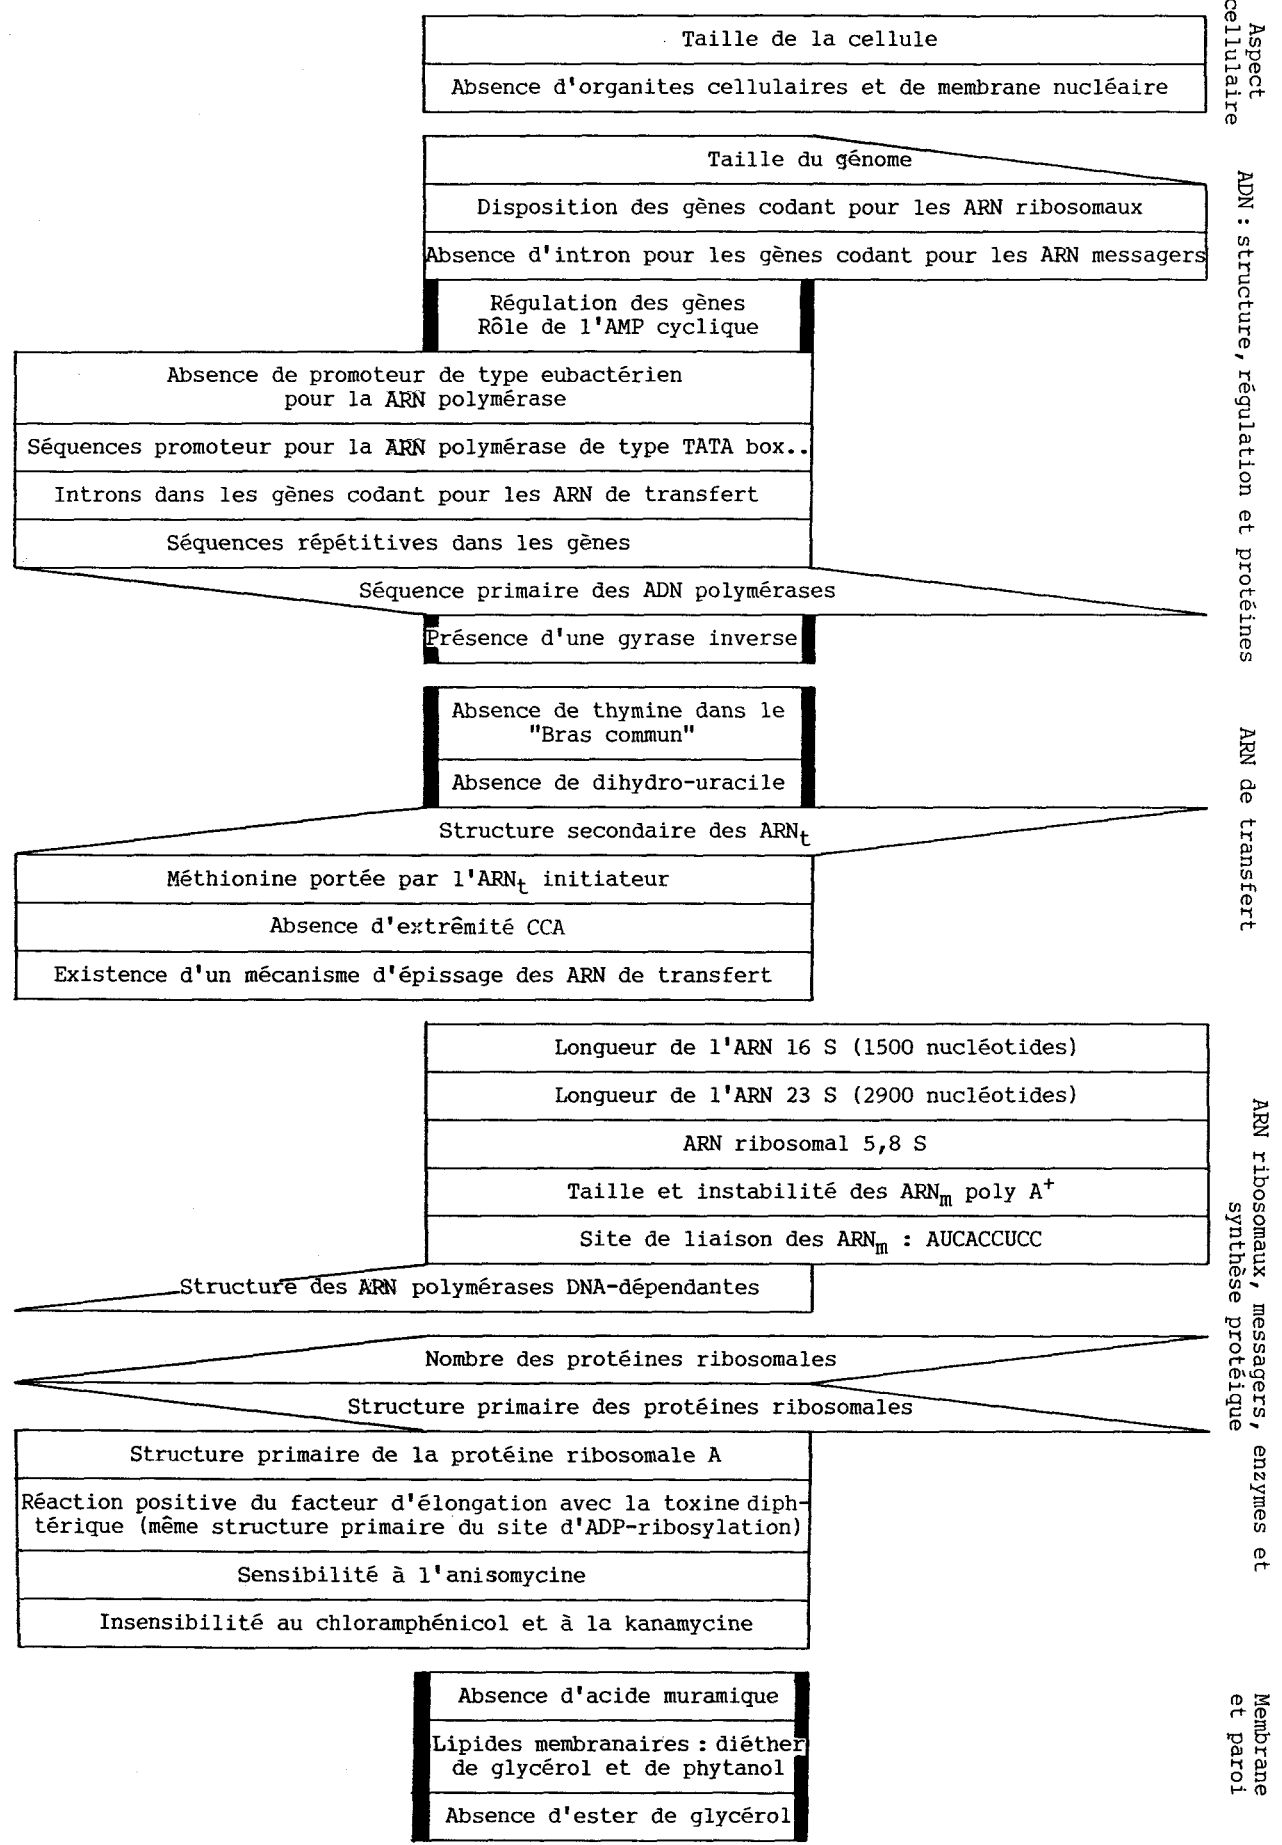 Aspect
cellulaire
Taille de la cellule
Absence d'organites cellulaires et de membrane nucléaire
ADN : structure, régulation et protéines
Taille du génome
Disposition des gènes codant pour les ARN ribosomaux
Absence d'intron pour les gènes codant pour les ARN messagers
Régulation des gènes
Rôle de l'AMP cyclique
Absence de promoteur de type eubactérien
pour la ARN polymérase
Séquences promoteur pour la ARN polymérase de type TATA box..
Introns dans les gènes codant pour les ARN de transfert
Séquences répétitives dans les gènes
Séquence primaire des ADN polymérases
Présence d'une gyrase inverse
ARN de transfert
Absence de thymine dans le
"Bras commun"
Absence de dihydro-uracile
Structure secondaire des ARNt
Méthionine portée par l'ARNt initiateur
Absence d'extrêmité CCA
Existence d'un mécanisme d'épissage des ARN de transfert
ARN ribosomaux, messagers, enzymes et
synthèse protéique
Longueur de l'ARN 16 S (1500 nucléotides)
Longueur de l'ARN 23 S (2900 nucléotides)
ARN ribosomal 5,8 S
Taille et instabilité des ARNm poly A+
Site de liaison des ARNm : AUCACCUCC
Structure des ARN polymérases DNA-dépendantes
Nombre des protéines ribosomales
Structure primaire des protéines ribosomales
Structure primaire de la protéine ribosomale A
Réaction positive du facteur d'élongation avec la toxine diph-
térique (même structure primaire du site d'ADP-ribosylation)
Sensibilité à l'anisomycine
Insensibilité au chloramphénicol et à la kanamycine
Membrane
et paroi
Absence d'acide muramique
Lipides membranaires : diéther
de glycérol et de phytanol
Absence d'ester de glycérol